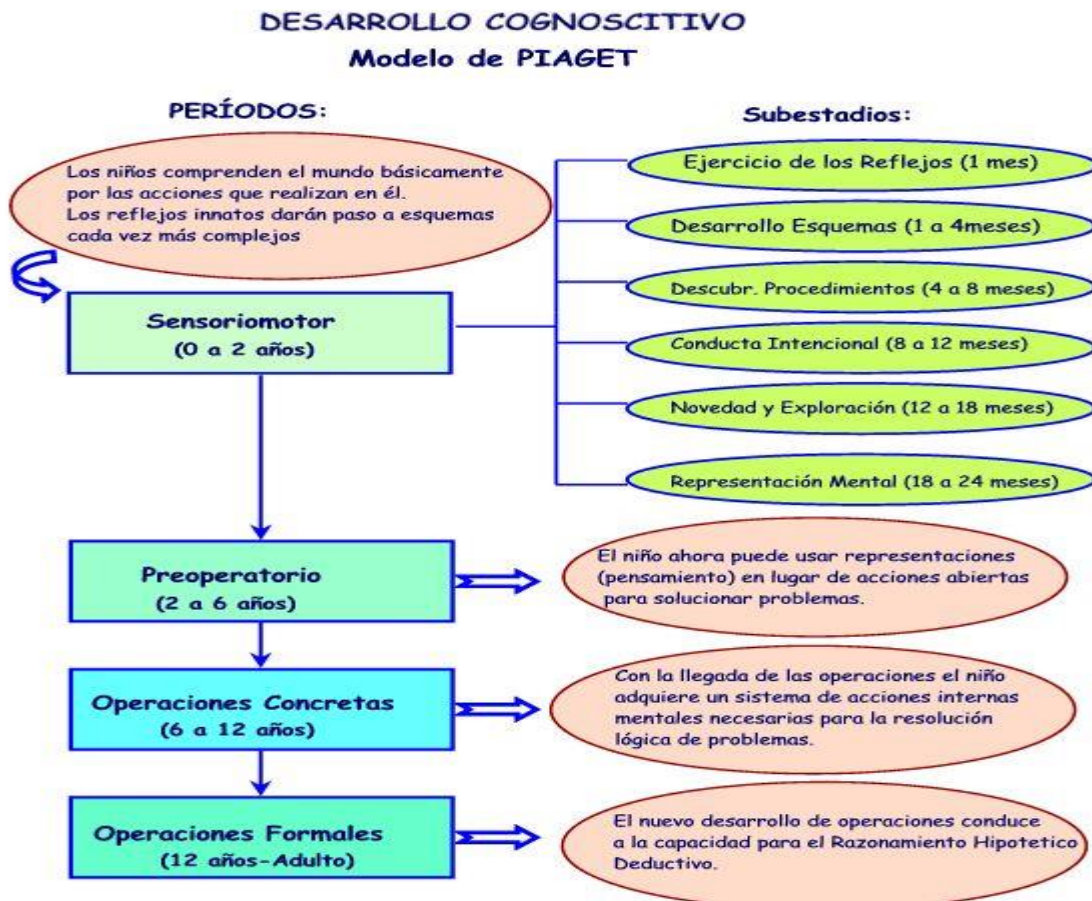 DESARROLLO COGNOSCITIVO
Modelo de PIAGET
PERÍODOS:
Los niños comprenden el mundo básicamente
por las acciones que realizan en él.
Los reflejos innatos darán paso a esquemas
cada vez más complejos
Sensoriomotor
(0 a 2 años)
Subestadios:
Ejercicio de los Reflejos (1 mes)
Desarrollo Esquemas (1 a 4meses)
Descubr. Procedimientos (4 a 8 meses)
Conducta Intencional (8 a 12 meses)
Novedad y Exploración (12 a 18 meses)
Representación Mental (18 a 24 meses)
Preoperatorio
(2 a 6 años)
El niño ahora puede usar representaciones
(pensamiento) en lugar de acciones abiertas
para solucionar problemas.
Operaciones Concretas
(6 a 12 años)
Con la llegada de las operaciones el niño
adquiere un sistema de acciones internas
mentales necesarias para la resolución
lógica de problemas.
Operaciones Formales
(12 años-Adulto)
El nuevo desarrollo de operaciones conduce
a la capacidad para el Razonamiento Hipotetico
Deductivo.